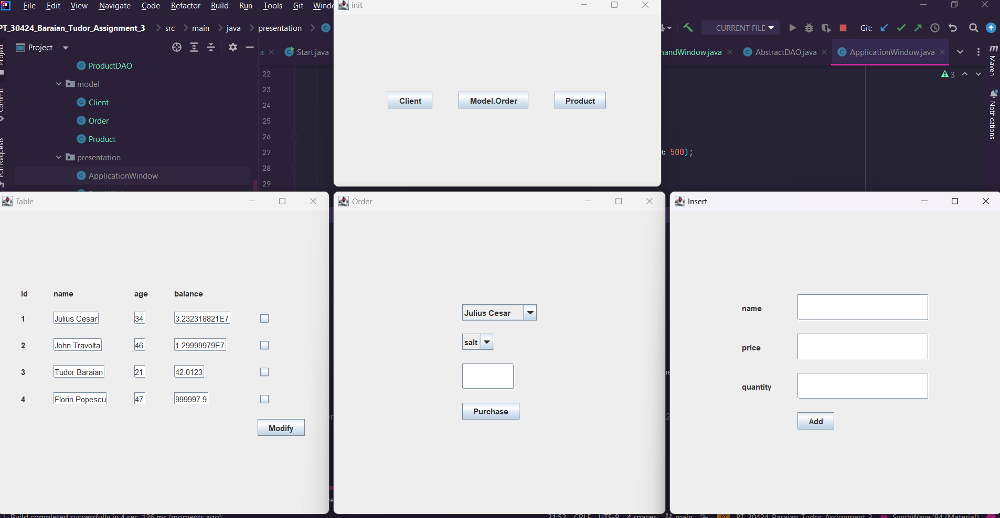 File Edit View Navigate Code Refactor Build Run Tools Git
init
PT_30424_Baraian_Tudor_Assignment_3 src main java presentation
CURRENT FILE Git:
Project
Start.java
AbstractDAO.java ApplicationWindow.java
ProductDAO
model
Client
Order
Product
presentation
ApplicationWindow
22
23
24
25
26
27
28
29
3
t: 500);
Project
Commit
Pull Requests
Maven
Notifications
Client Model.Order Product
Table
id name age balance
1 Julius Cesar 34 3.232318821E7
2 John Travolta 46 1.29999979E7
3 Tudor Baraian 21 42.0123
4 Florin Popescu 47 999997.9
Modify
Order
Julius Cesar
salt
Purchase
Insert
name
price
quantity
Add
Build completed successfully in 4 sec, 126 ms (moments ago)
31:52 CRLF UTF-8 4 spaces main PT_30424_Baraian_Tudor_Assignment_3 SynthWave '84 (Material)